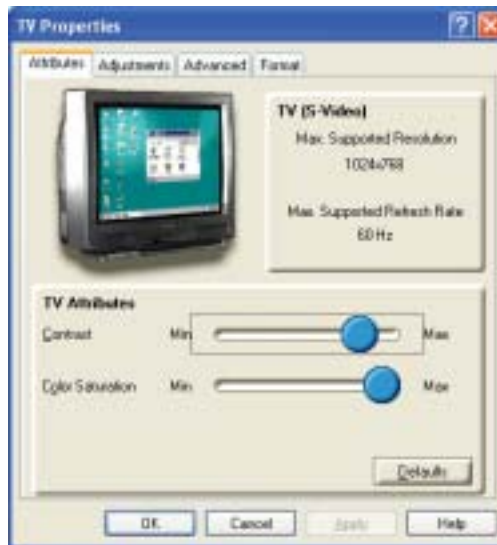 TV Properties
Attributes Adjustments Advanced Format
TV (S-Video)
Max. Supported Resolution
1024x768
Max. Supported Refresh Rate
60 Hz
TV Attributes
Contrast Min Max
Color Saturation Min Max
Defaults
OK Cancel Apply Help